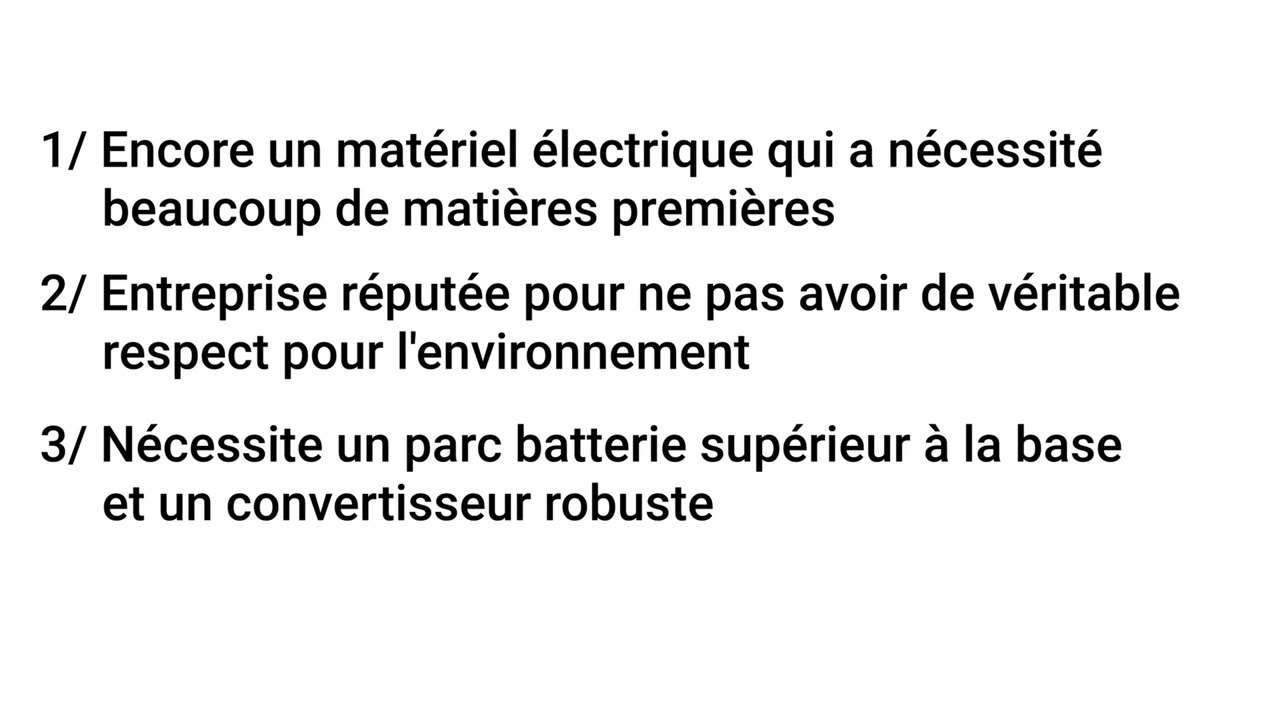 1/ Encore un matériel électrique qui a nécessité
beaucoup de matières premières
2/ Entreprise réputée pour ne pas avoir de véritable
respect pour l'environnement
3/ Nécessite un parc batterie supérieur à la base
et un convertisseur robuste